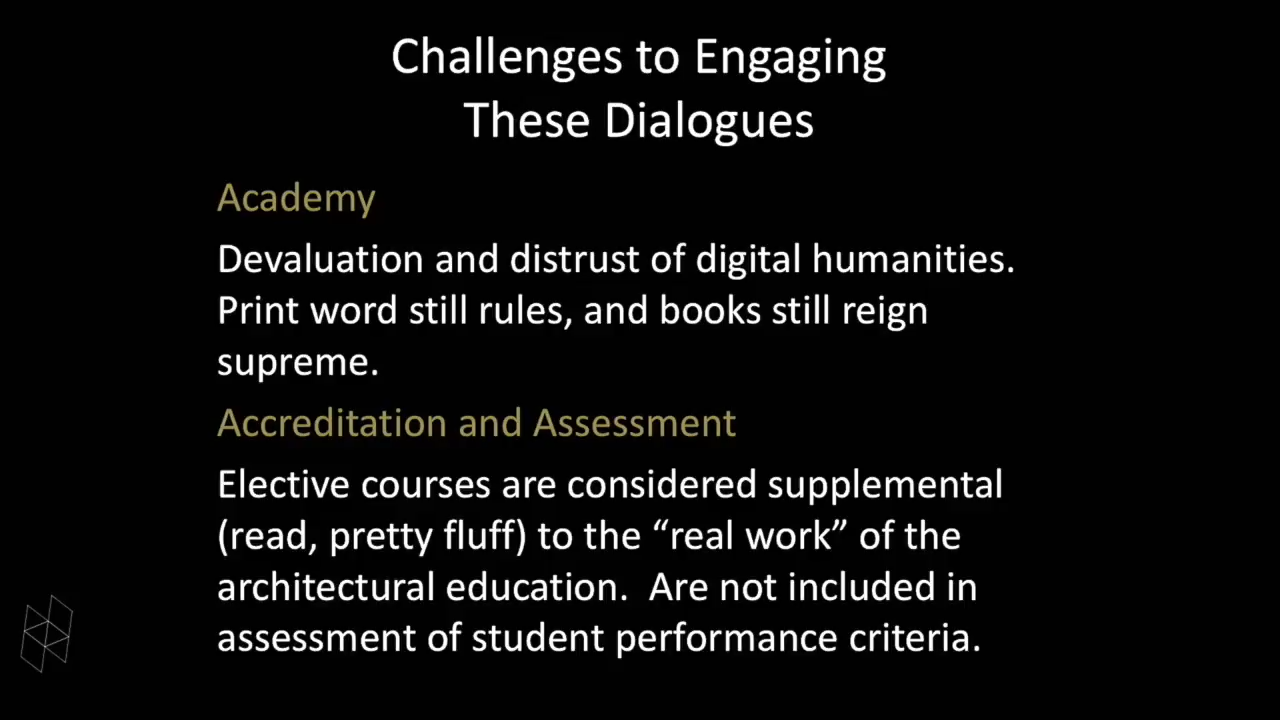 Challenges to Engaging
These Dialogues
Academy
Devaluation and distrust of digital humanities.
Print word still rules, and books still reign
supreme.
Accreditation and Assessment
Elective courses are considered supplemental
(read, pretty fluff) to the “real work” of the
architectural education.  Are not included in
assessment of student performance criteria.